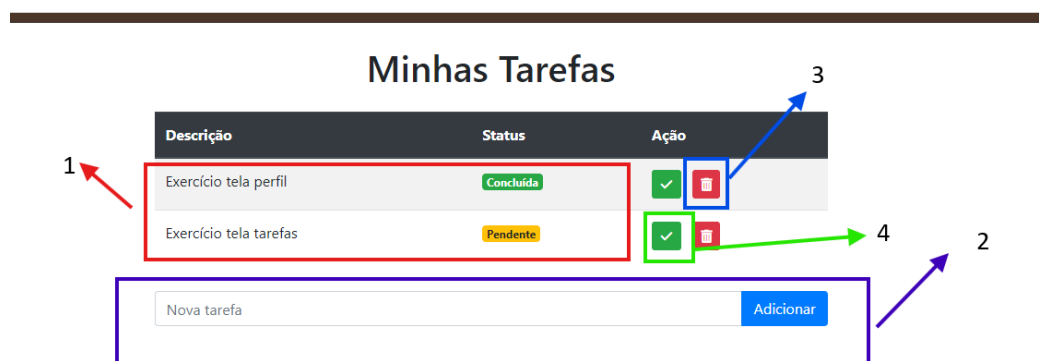 Minhas Tarefas
3
Descrição Status Ação
1
Exercício tela perfil Concluída
Exercício tela tarefas Pendente
4
2
Nova tarefa Adicionar